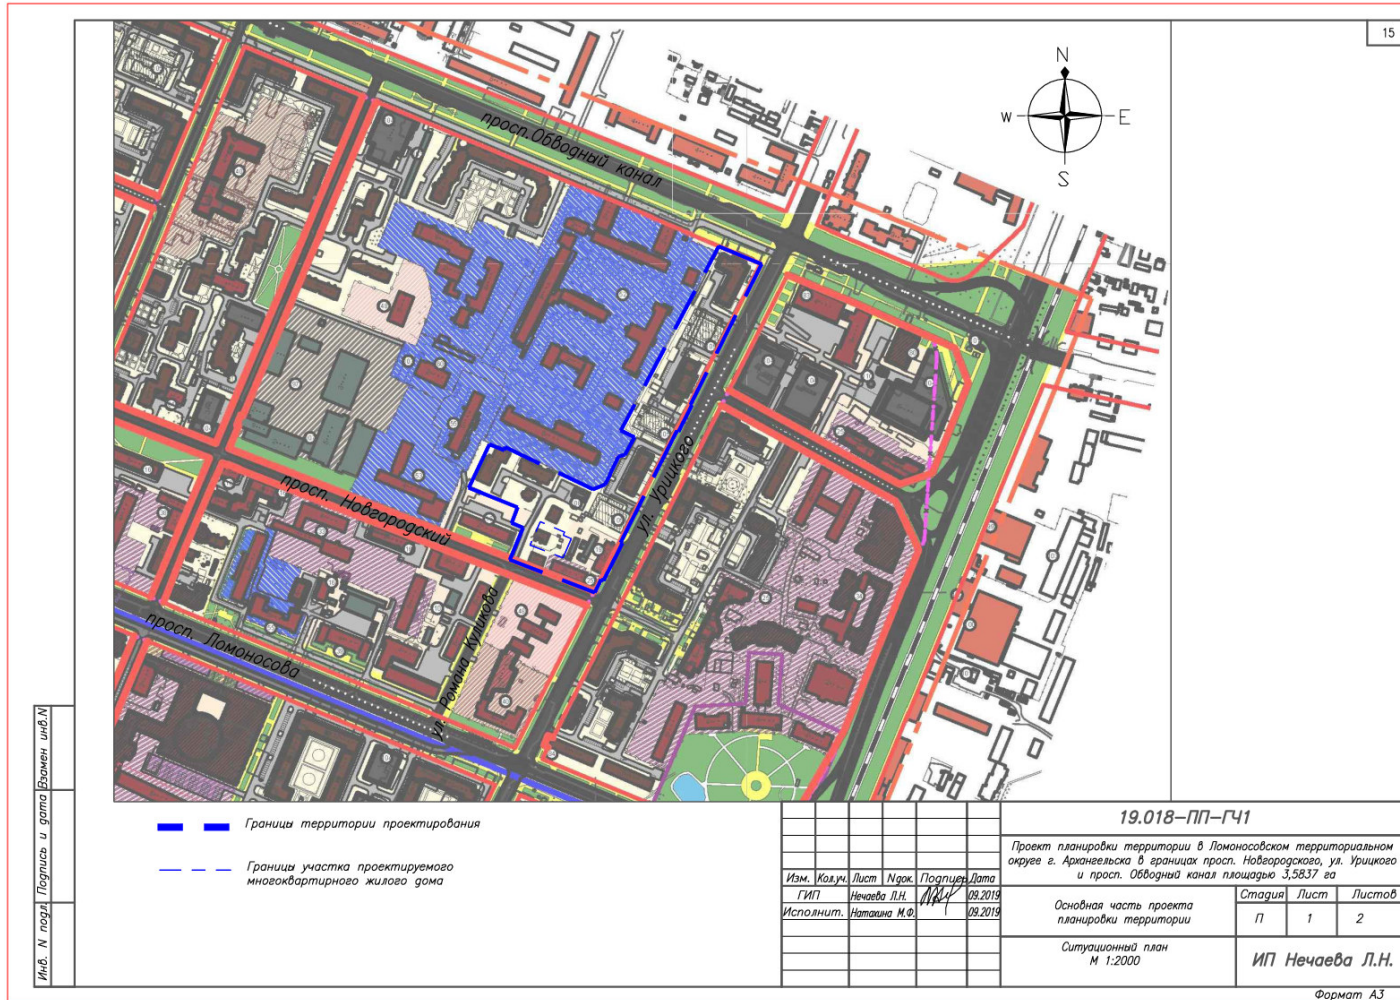 15
N
W
E
S
просп.Обводный канал
ул. Урицкого
просп. Новгородский
ул. Романа Куликова
просп. Ломоносова
Границы территории проектирования
Границы участка проектируемого
многоквартирного жилого дома
Взамен инв.N
Подпись и дата
Инв. N подл.
19.018-ПП-ГЧ1
Проект планировки территории в Ломоносовском территориальном
округе г. Архангельска в границах просп. Новгородского, ул. Урицкого
и просп. Обводный канал площадью 3,5837 га
Изм. Кол.уч. Лист Nдок. Подпись Дата
ГИП Нечаева Л.Н. 09.2019
Исполнит. Натахина М.Ф. 09.2019
Основная часть проекта
планировки территории
Стадия Лист Листов
П 1 2
Ситуационный план
М 1:2000
ИП Нечаева Л.Н.
Формат А3